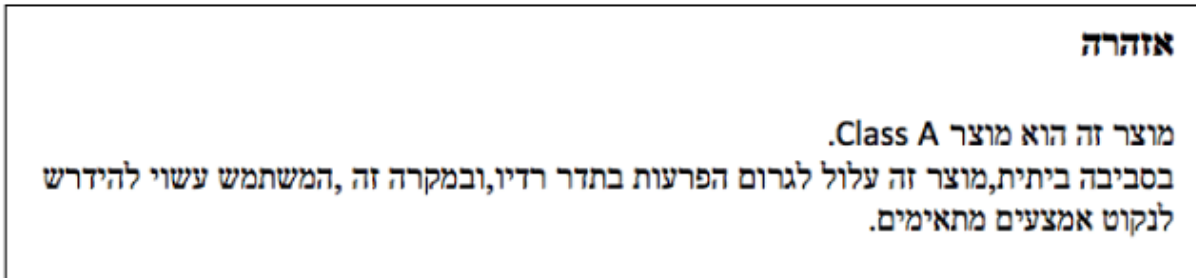 אזהרה
מוצר זה הוא מוצר Class A.
בסביבה ביתית,מוצר זה עלול לגרום הפרעות בתדר רדיו,ובמקרה זה ,המשתמש עשוי להידרש
לנקוט אמצעים מתאימים.